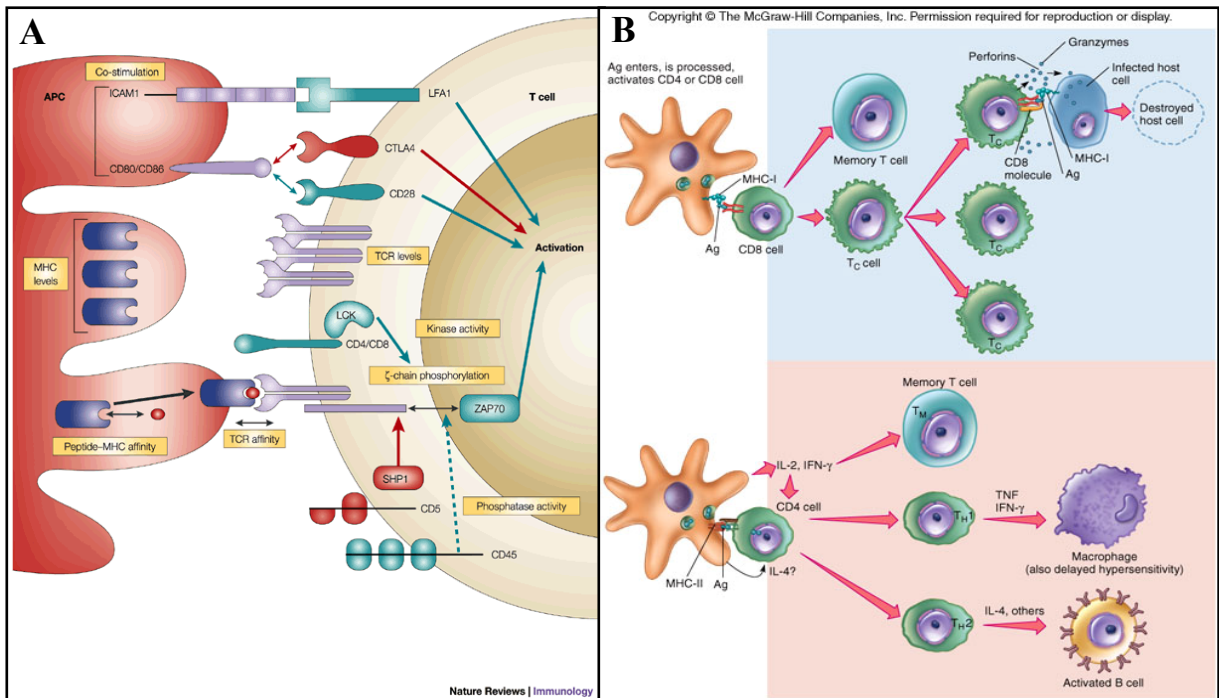 A
Co-stimulation
APC
ICAM1
LFA1
T cell
CTLA4
CD80/CD86
CD28
Activation
TCR levels
MHC
levels
LCK
Kinase activity
CD4/CD8
ζ-chain phosphorylation
ZAP70
Peptide–MHC affinity
TCR affinity
SHP1
Phosphatase activity
CD5
CD45
Nature Reviews | Immunology
B
Copyright © The McGraw-Hill Companies, Inc. Permission required for reproduction or display.
Ag enters, is processed,
activates CD4 or CD8 cell
Perforins
Granzymes
Infected host
cell
Destroyed
host cell
TC
Memory T cell
CD8
molecule
MHC-I
Ag
MHC-I
Ag
CD8 cell
TC cell
TC
TC
Memory T cell
TM
IL-2, IFN-γ
CD4 cell
TH1
TNF
IFN-γ
Macrophage
(also delayed hypersensitivity)
MHC-II
Ag
IL-4?
TH2
IL-4, others
Activated B cell